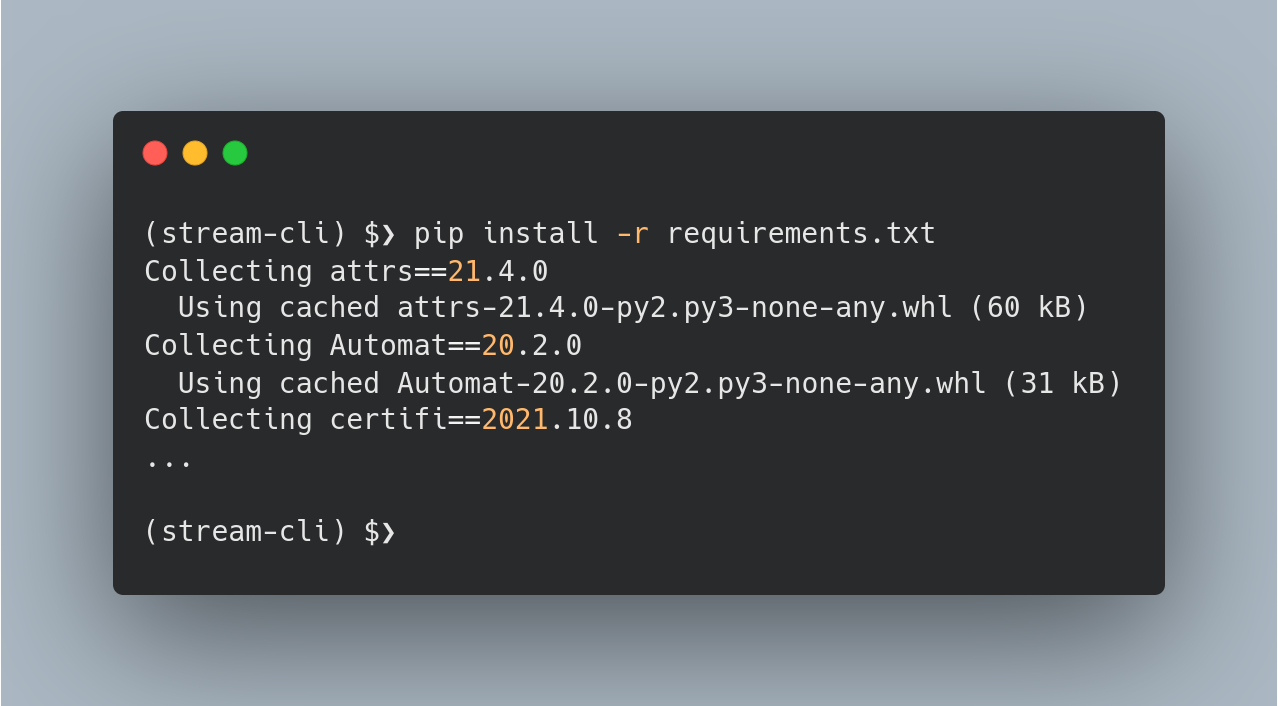 (stream-cli) $❯ pip install -r requirements.txt
Collecting attrs==21.4.0
  Using cached attrs-21.4.0-py2.py3-none-any.whl (60 kB)
Collecting Automat==20.2.0
  Using cached Automat-20.2.0-py2.py3-none-any.whl (31 kB)
Collecting certifi==2021.10.8
...
(stream-cli) $❯